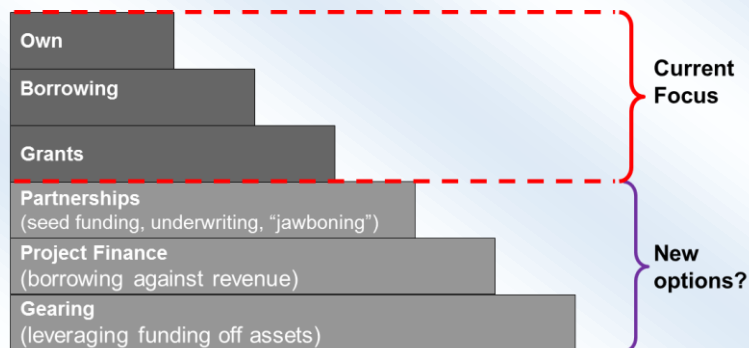 Own
Borrowing
Grants
Partnerships
(seed funding, underwriting, “jawboning”)
Project Finance
(borrowing against revenue)
Gearing
(leveraging funding off assets)
Current
Focus
New
options?